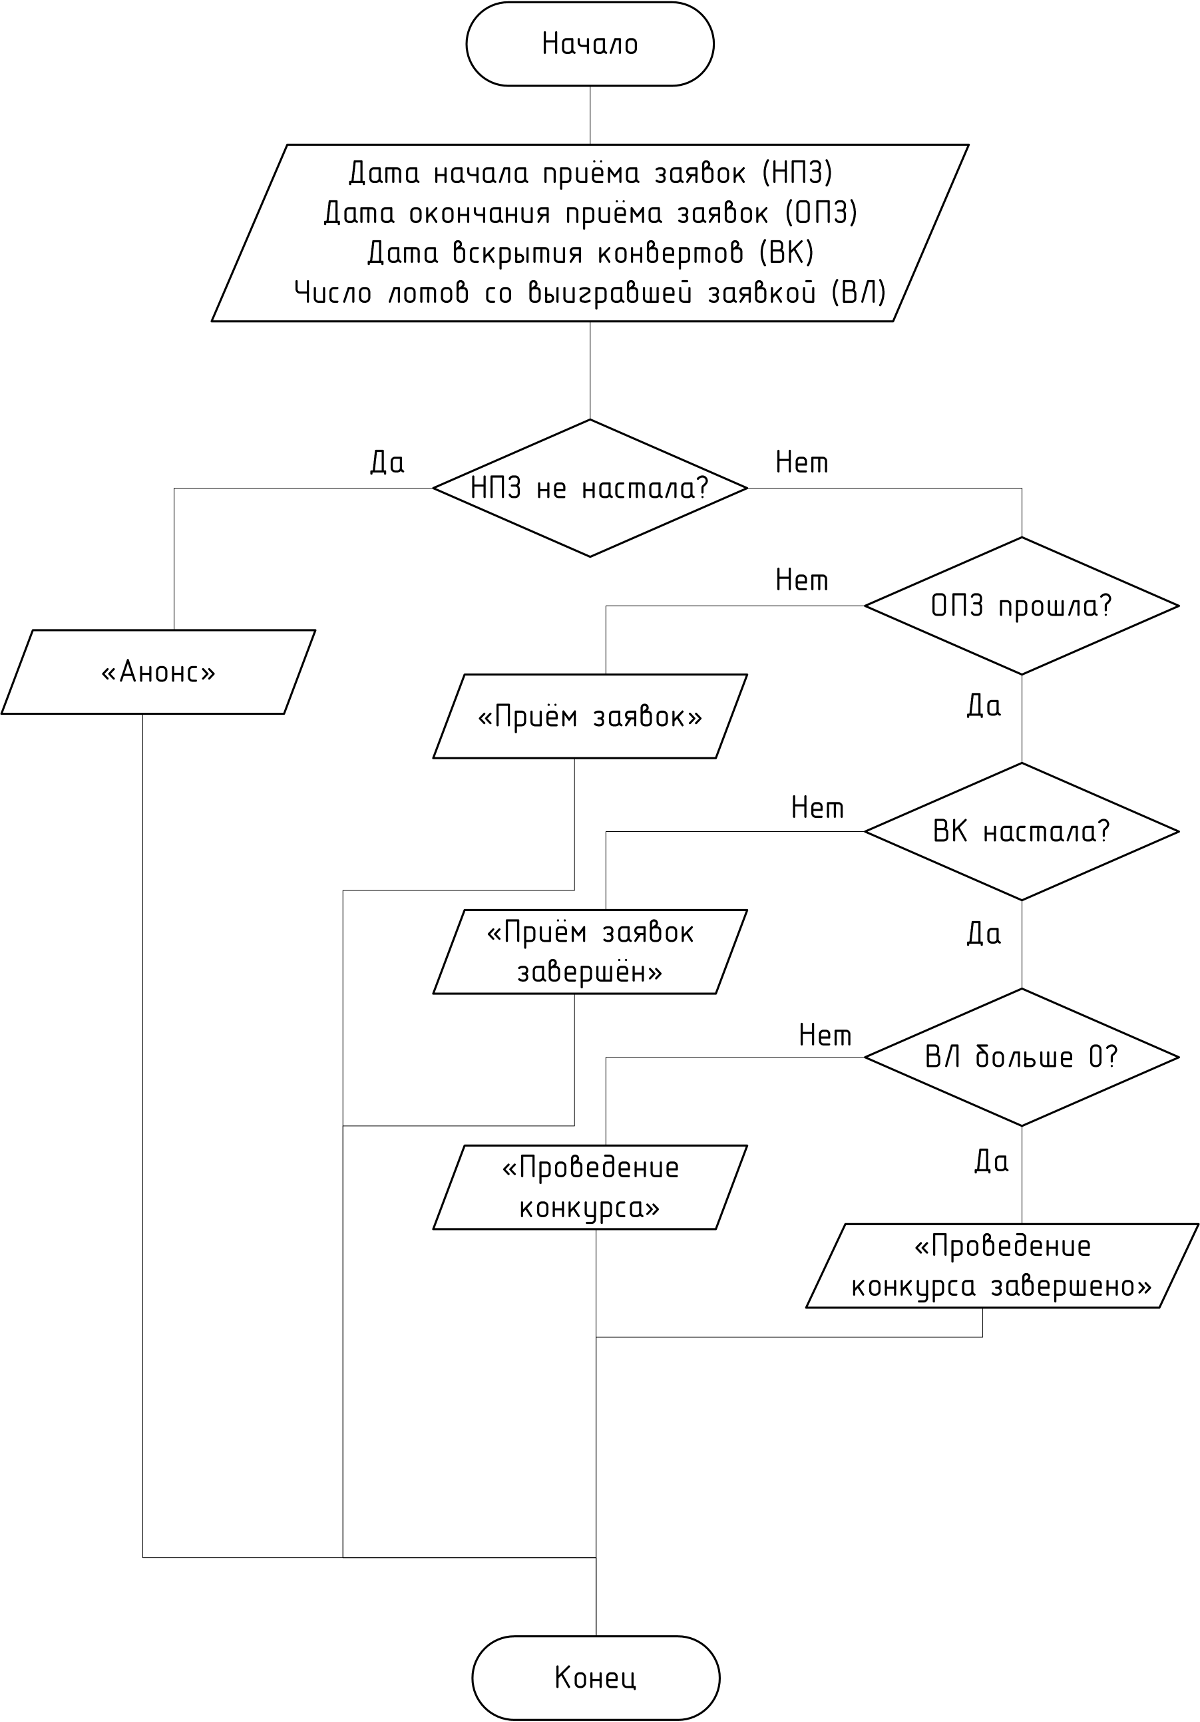 Начало
Дата начала приёма заявок (НПЗ)
Дата окончания приёма заявок (ОПЗ)
Дата вскрытия конвертов (ВК)
Число лотов со выигравшей заявкой (ВЛ)
Да
Нет
НПЗ не настала?
Нет
ОПЗ прошла?
«Анонс»
«Приём заявок»
Да
Нет
ВК настала?
«Приём заявок
завершён»
Да
Нет
ВЛ больше 0?
«Проведение
конкурса»
Да
«Проведение
конкурса завершено»
Конец